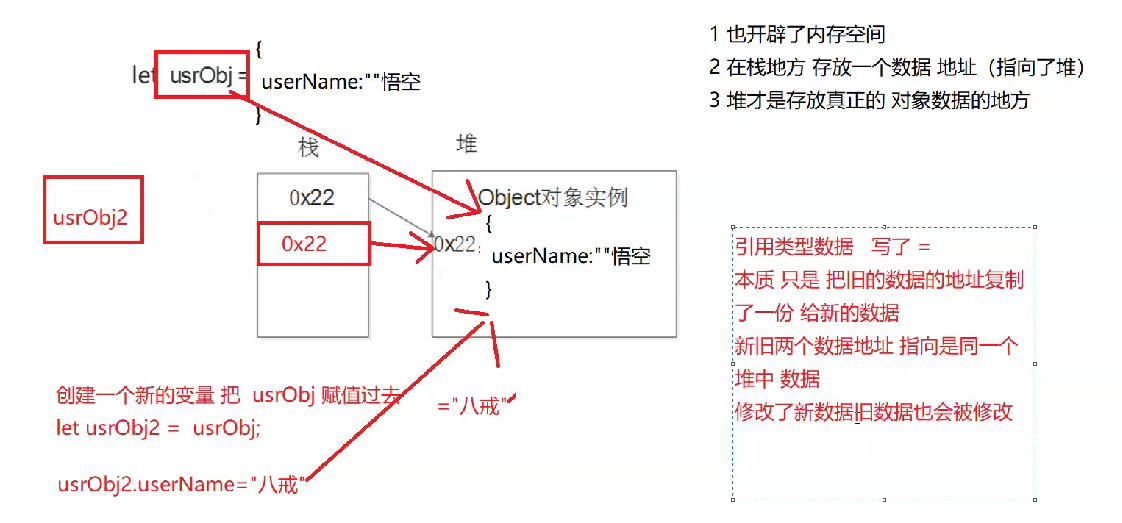 let usrObj =
{
userName:""悟空
}
1 也开辟了内存空间
2 在栈地方 存放一个数据 地址（指向了堆）
3 堆才是存放真正的 对象数据的地方
栈
堆
usrObj2
0x22
0x22
0x22:
Object对象实例
{
userName:""悟空
}
引用类型数据 写了 =
本质 只是 把旧的数据的地址复制
了一份 给新的数据
新旧两个数据地址 指向是同一个
堆中 数据
修改了新数据旧数据也会被修改
创建一个新的变量 把 usrObj 赋值过去
let usrObj2 = usrObj;
="八戒"
usrObj2.userName="八戒"